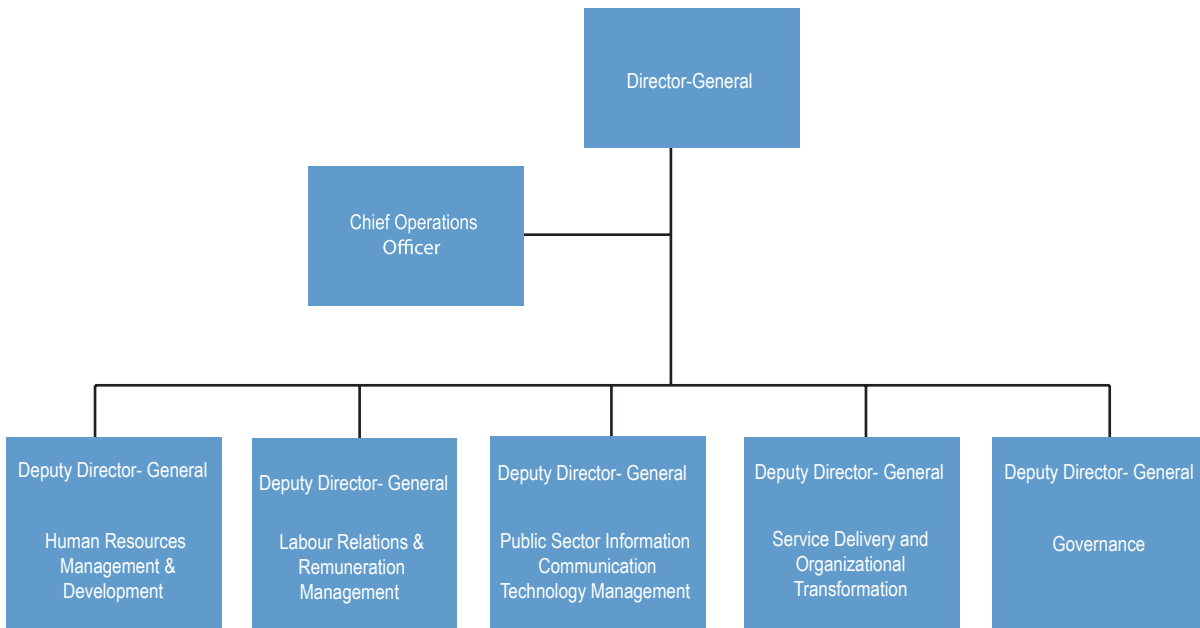 Director-General
Chief Operations
Officer
Deputy Director- General
Human Resources
Management &
Development
Deputy Director- General
Labour Relations &
Remuneration
Management
Deputy Director- General
Public Sector Information
Communication
Technology Management
Deputy Director- General
Service Delivery and
Organizational
Transformation
Deputy Director- General
Governance